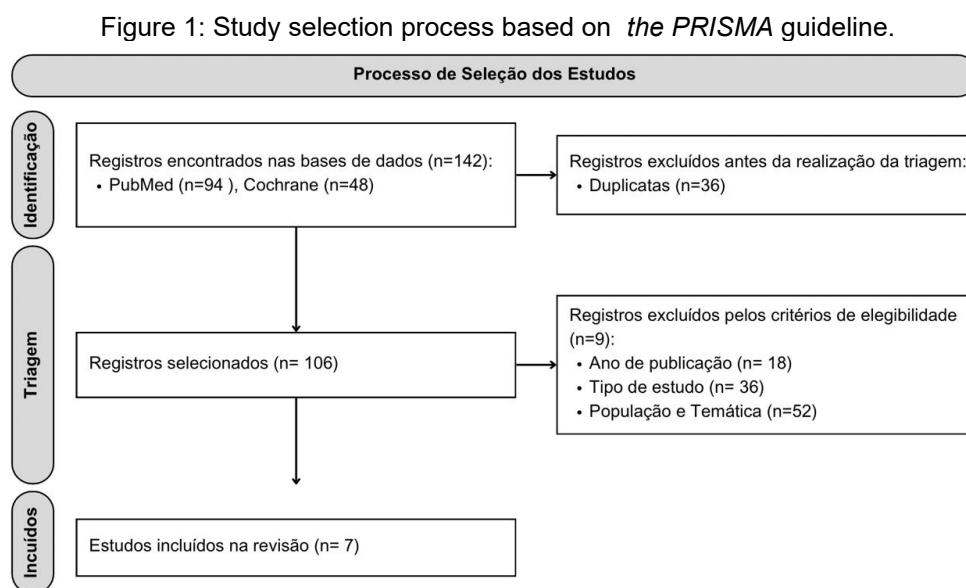 Figure 1: Study selection process based on the PRISMA guideline.
Processo de Seleção dos Estudos
Identificação
Registros encontrados nas bases de dados (n=142):
• PubMed (n=94 ), Cochrane (n=48)
Registros excluídos antes da realização da triagem:
• Duplicatas (n=36)
Triagem
Registros selecionados (n= 106)
Registros excluídos pelos critérios de elegibilidade
(n=9):
• Ano de publicação (n= 18)
• Tipo de estudo (n= 36)
• População e Temática (n=52)
Incuídos
Estudos incluídos na revisão (n= 7)